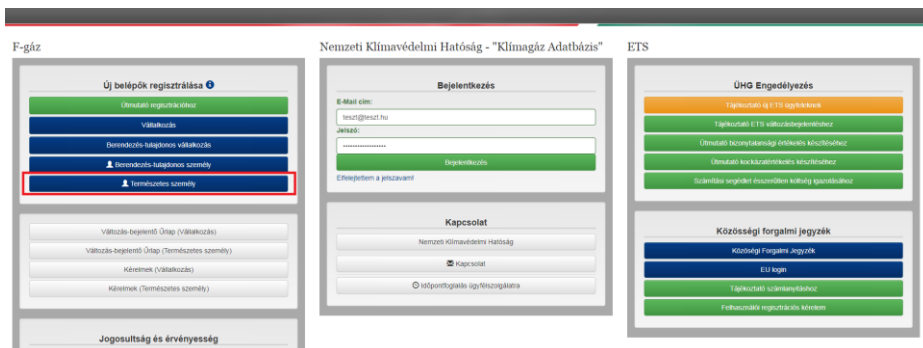 F-gáz
Új belépők regisztrálása
Útmutató regisztrációhoz
Vállalkozás
Berendezés-tulajdonos vállalkozás
Berendezés-tulajdonos személy
Természetes személy
Változás-bejelentő Űrlap (Vállalkozás)
Változás-bejelentő Űrlap (Természetes személy)
Kérelmek (Vállalkozás)
Kérelmek (Természetes személy)
Jogosultság és érvényesség
Nemzeti Klímavédelmi Hatóság - "Klímagáz Adatbázis"
Bejelentkezés
E-Mail cím:
teszt@teszt.hu
Jelszó:
Bejelentkezés
Elfelejtettem a jelszavam!
Kapcsolat
Nemzeti Klímavédelmi Hatóság
Kapcsolat
Időpontfoglalás ügyfélszolgálatra
ETS
ÜHG Engedélyezés
Tájékoztató új ETS ügyfeleknek
Tájékoztató ETS változásbejelentéshez
Útmutató bizonytalansági értékelés készítéséhez
Útmutató kockázatértékelés készítéséhez
Számítási segédlet ésszerűtlen költség igazolásához
Közösségi forgalmi jegyzék
Közösségi Forgalmi Jegyzék
EU login
Tájékoztató számlanyitáshoz
Felhasználói regisztrációs kérelem